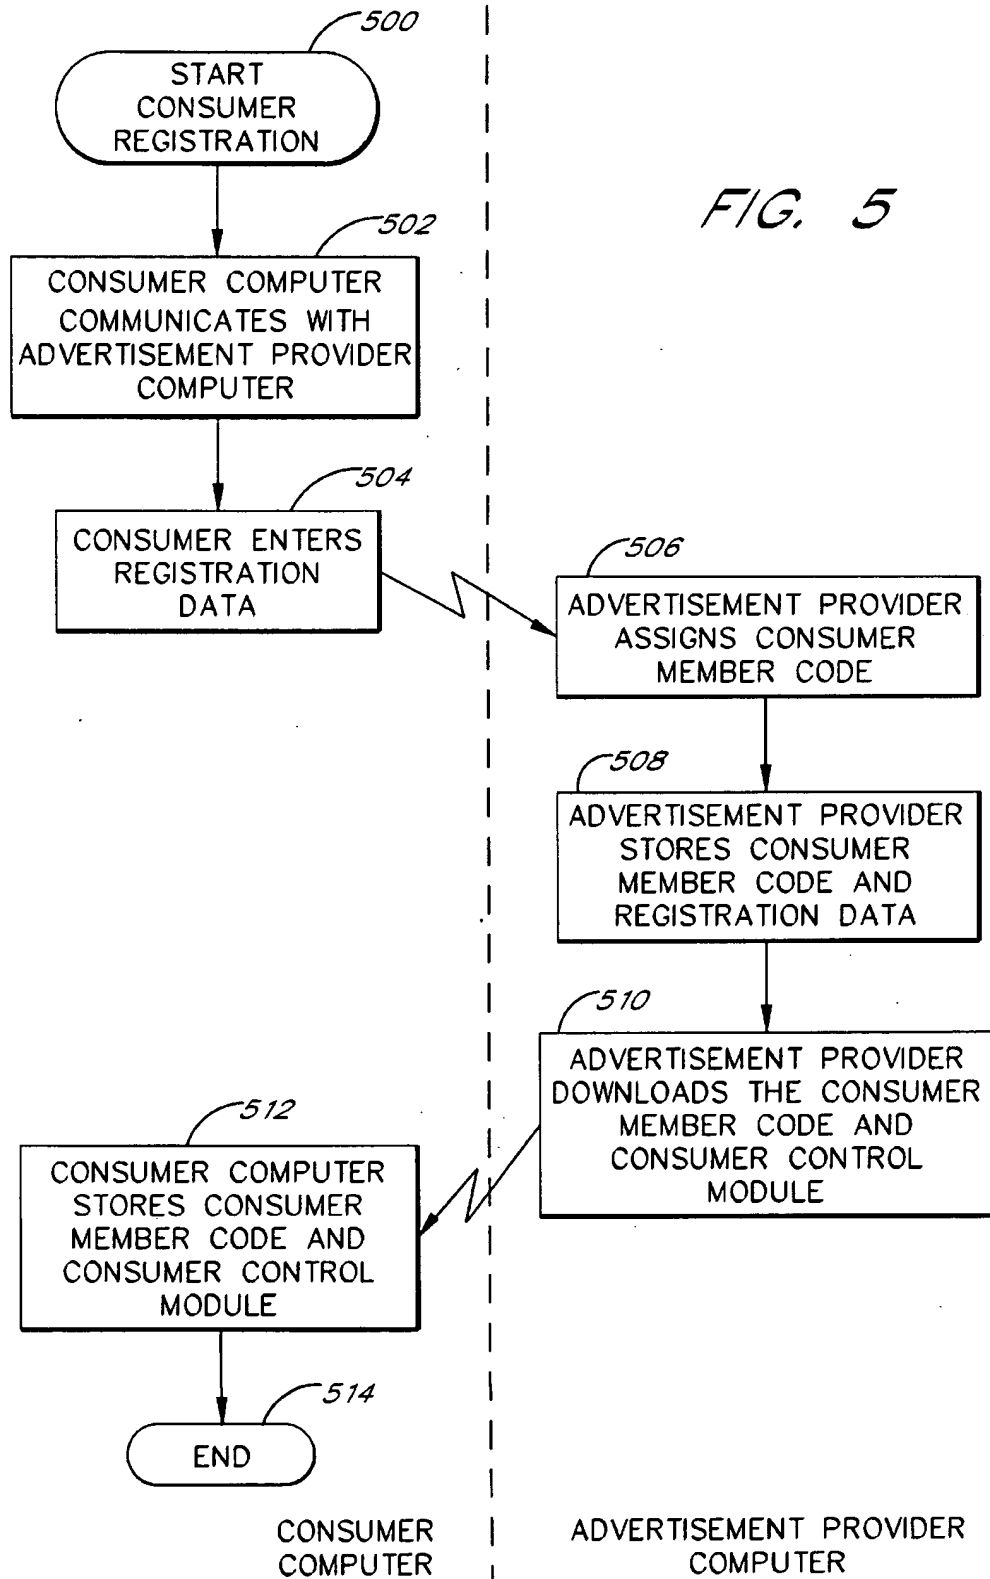 500
START
CONSUMER
REGISTRATION
FIG. 5
502
CONSUMER COMPUTER
COMMUNICATES WITH
ADVERTISEMENT PROVIDER
COMPUTER
504
CONSUMER ENTERS
REGISTRATION
DATA
506
ADVERTISEMENT PROVIDER
ASSIGNS CONSUMER
MEMBER CODE
508
ADVERTISEMENT PROVIDER
STORES CONSUMER
MEMBER CODE AND
REGISTRATION DATA
510
ADVERTISEMENT PROVIDER
DOWNLOADS THE CONSUMER
MEMBER CODE AND
CONSUMER CONTROL
MODULE
512
CONSUMER COMPUTER
STORES CONSUMER
MEMBER CODE AND
CONSUMER CONTROL
MODULE
514
END
CONSUMER
COMPUTER
ADVERTISEMENT PROVIDER
COMPUTER